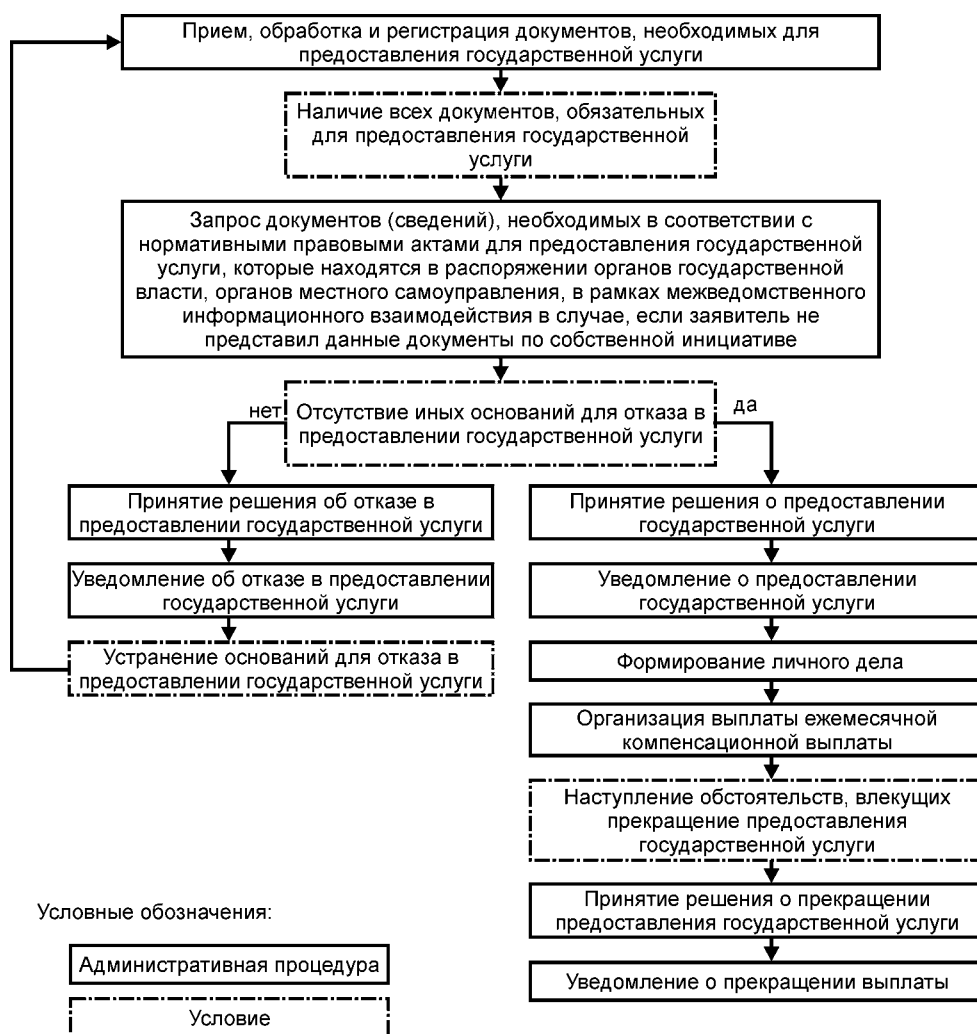 Прием, обработка и регистрация документов, необходимых для
предоставления государственной услуги
Наличие всех документов, обязательных
для предоставления государственной
услуги
Запрос документов (сведений), необходимых в соответствии с
нормативными правовыми актами для предоставления государственной
услуги, которые находятся в распоряжении органов государственной
власти, органов местного самоуправления, в рамках межведомственного
информационного взаимодействия в случае, если заявитель не
представил данные документы по собственной инициативе
нет
Отсутствие иных оснований для отказа в
предоставлении государственной услуги
да
Принятие решения об отказе в
предоставлении государственной услуги
Уведомление об отказе в предоставлении
государственной услуги
Устранение оснований для отказа в
предоставлении государственной услуги
Принятие решения о предоставлении
государственной услуги
Уведомление о предоставлении
государственной услуги
Формирование личного дела
Организация выплаты ежемесячной
компенсационной выплаты
Наступление обстоятельств, влекущих
прекращение предоставления
государственной услуги
Принятие решения о прекращении
предоставления государственной услуги
Уведомление о прекращении выплаты
Условные обозначения:
Административная процедура
Условие